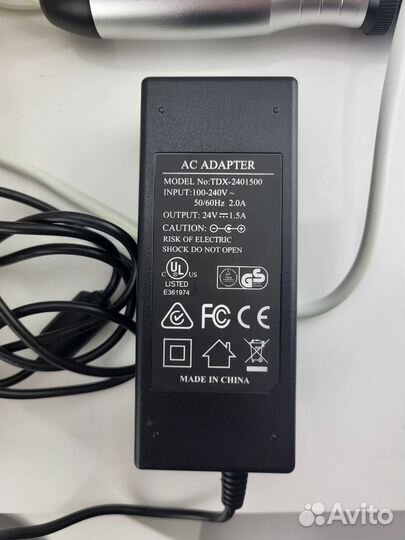 AC ADAPTER
MODEL No:TDX-2401500
INPUT:100-240V~
50/60Hz 2.0A
OUTPUT: 24V⎓1.5A
CAUTION:
RISK OF ELECTRIC
SHOCK DO NOT OPEN
C UL US
LISTED
E361974
GS
FC CE
MADE IN CHINA
Avito